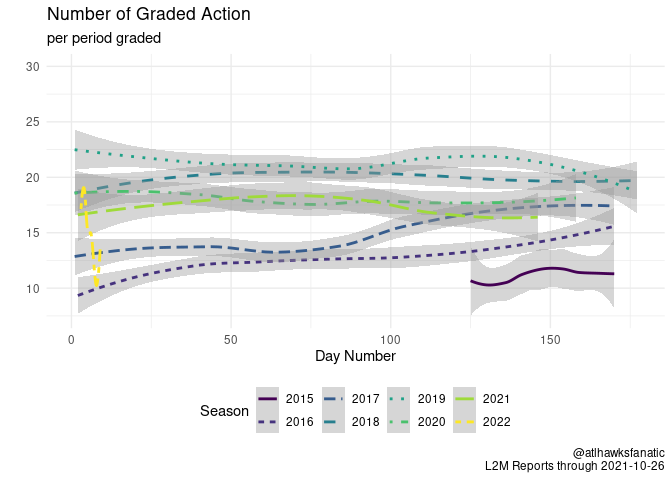 Number of Graded Action
per period graded
30
25
20
15
10
0 50 100 150
Day Number
Season
2015 2017 2019 2021
2016 2018 2020 2022
@atlhawksfanatic
L2M Reports through 2021-10-26